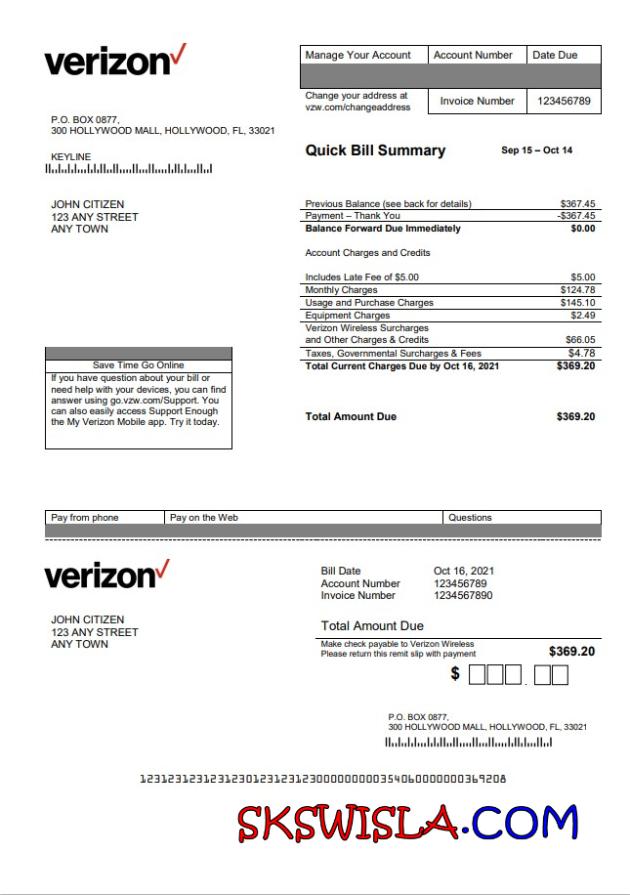 verizon
Manage Your Account Account Number Date Due
Change your address at
vzw.com/changeaddress
Invoice Number 123456789
P.O. BOX 0877,
300 HOLLYWOOD MALL, HOLLYWOOD, FL, 33021
KEYLINE
Quick Bill Summary Sep 15 – Oct 14
JOHN CITIZEN
123 ANY STREET
ANY TOWN
Previous Balance (see back for details) $367.45
Payment – Thank You -$367.45
Balance Forward Due Immediately $0.00
Account Charges and Credits
Includes Late Fee of $5.00 $5.00
Monthly Charges $124.78
Usage and Purchase Charges $145.10
Equipment Charges $2.49
Verizon Wireless Surcharges
and Other Charges & Credits $66.05
Taxes, Governmental Surcharges & Fees $4.78
Total Current Charges Due by Oct 16, 2021 $369.20
Total Amount Due $369.20
Save Time Go Online
If you have question about your bill or
need help with your devices, you can find
answer using go.vzw.com/Support. You
can also easily access Support Enough
the My Verizon Mobile app. Try it today.
Pay from phone Pay on the Web Questions
verizon
Bill Date Oct 16, 2021
Account Number 123456789
Invoice Number 1234567890
JOHN CITIZEN
123 ANY STREET
ANY TOWN
Total Amount Due
Make check payable to Verizon Wireless
Please return this remit slip with payment
$369.20
$ .
P.O. BOX 0877,
300 HOLLYWOOD MALL, HOLLYWOOD, FL, 33021
SKSWISLA.COM